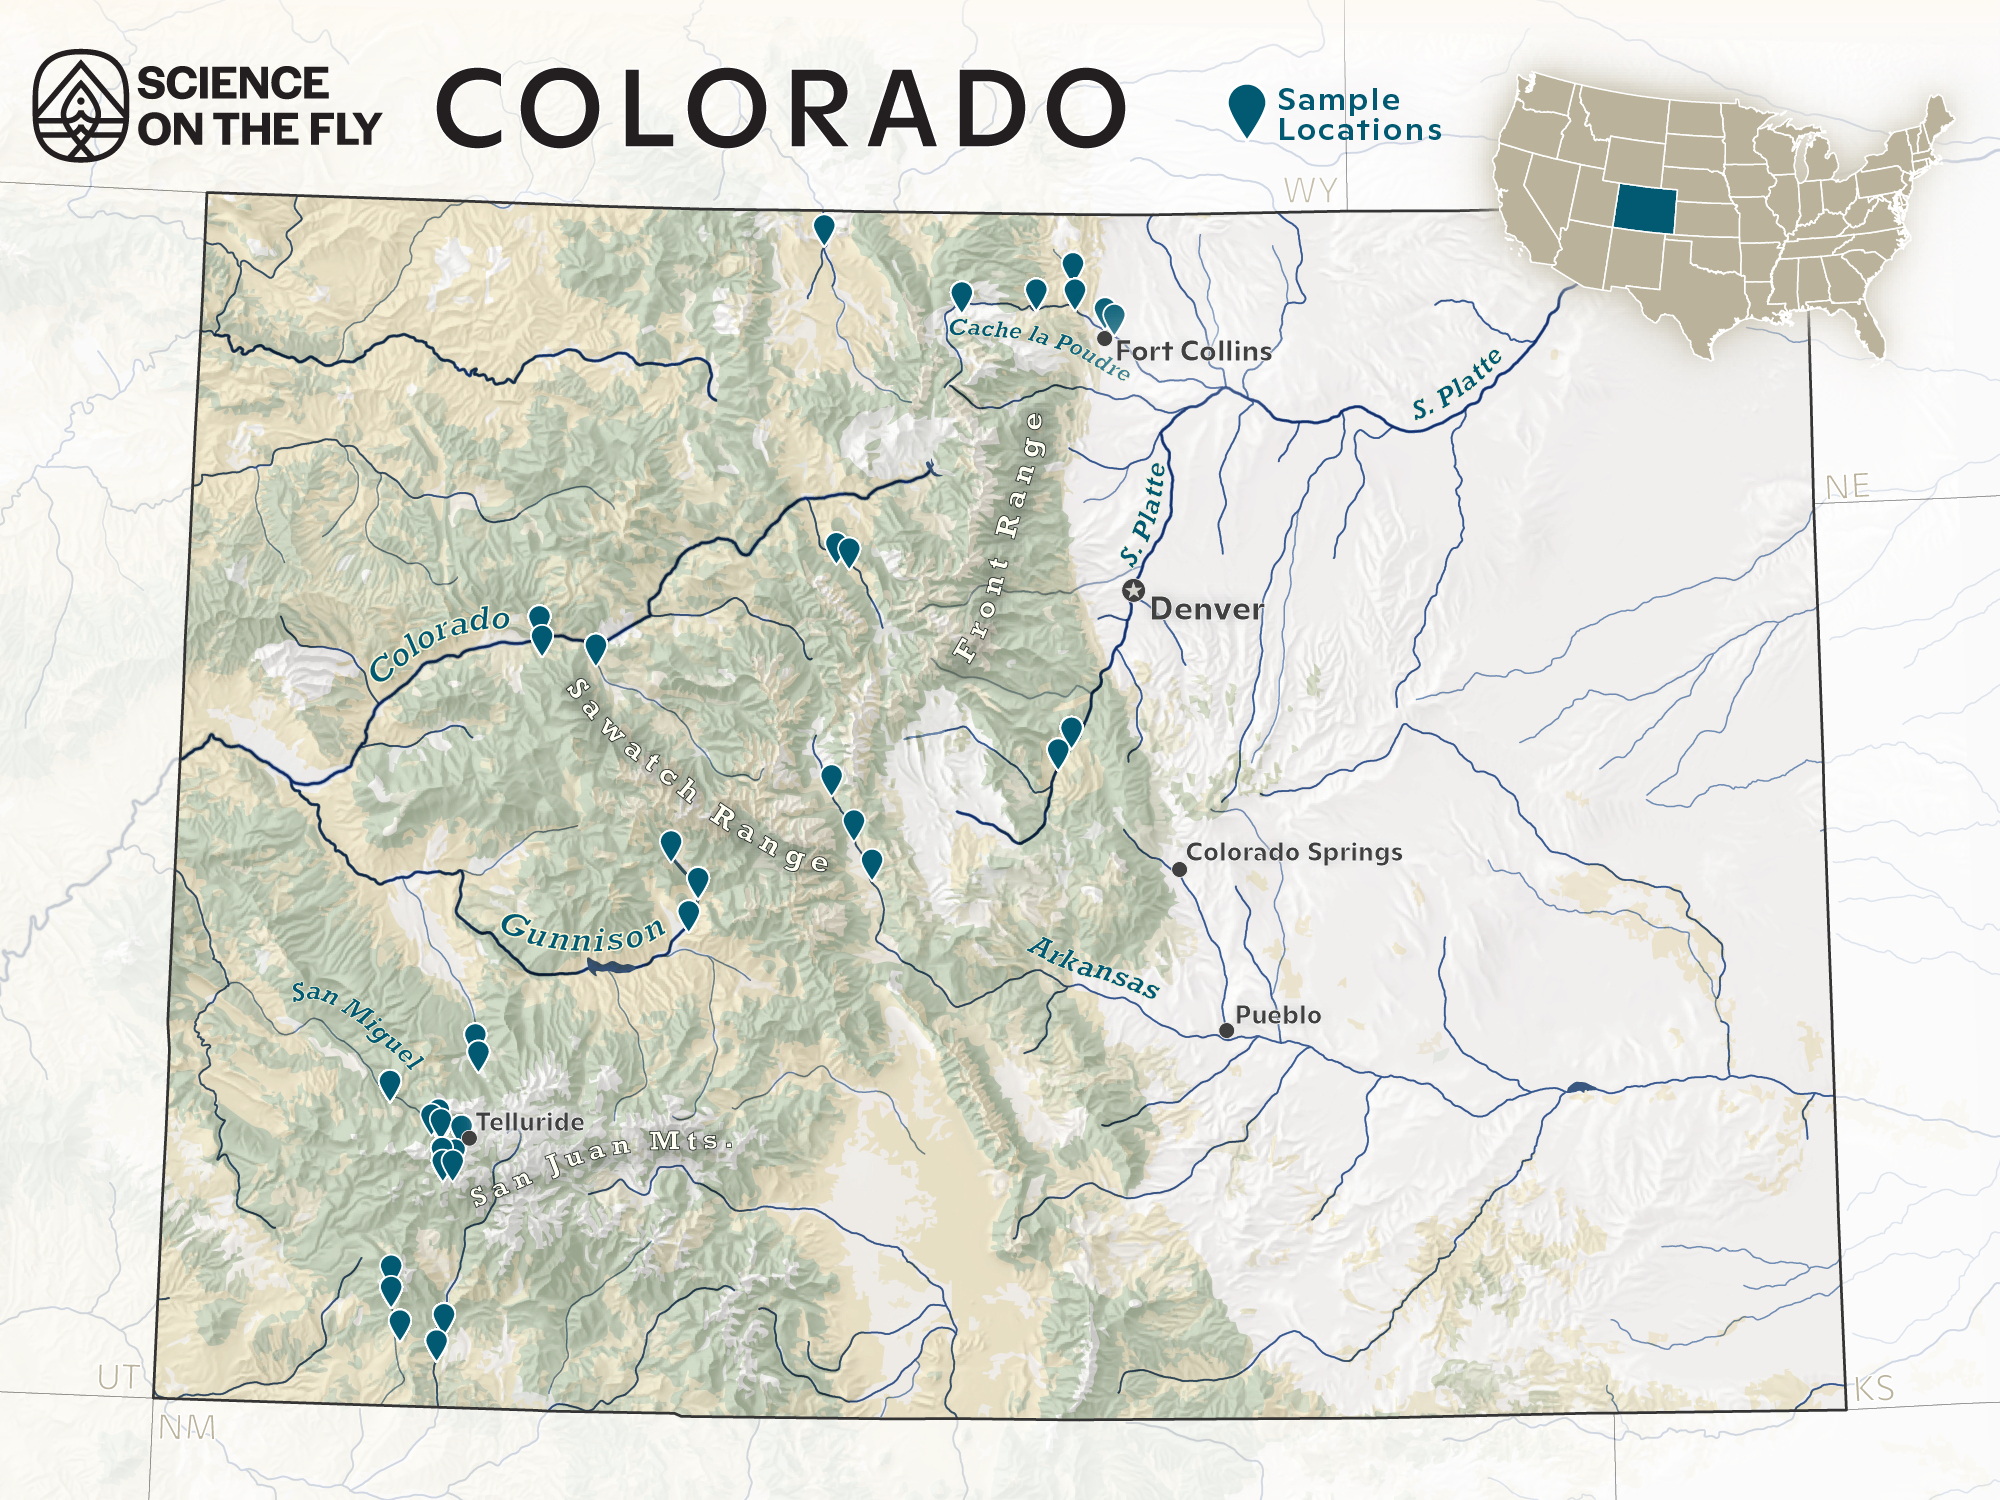 SCIENCE
ON THE FLY
COLORADO
Sample
Locations
WY
Cache la Poudre
Fort Collins
S. Platte
Front Range
NE
S. Platte
Denver
Colorado
Sawatch Range
Colorado Springs
Gunnison
Arkansas
San Miguel
Pueblo
Telluride
San Juan Mts.
UT
KS
NM